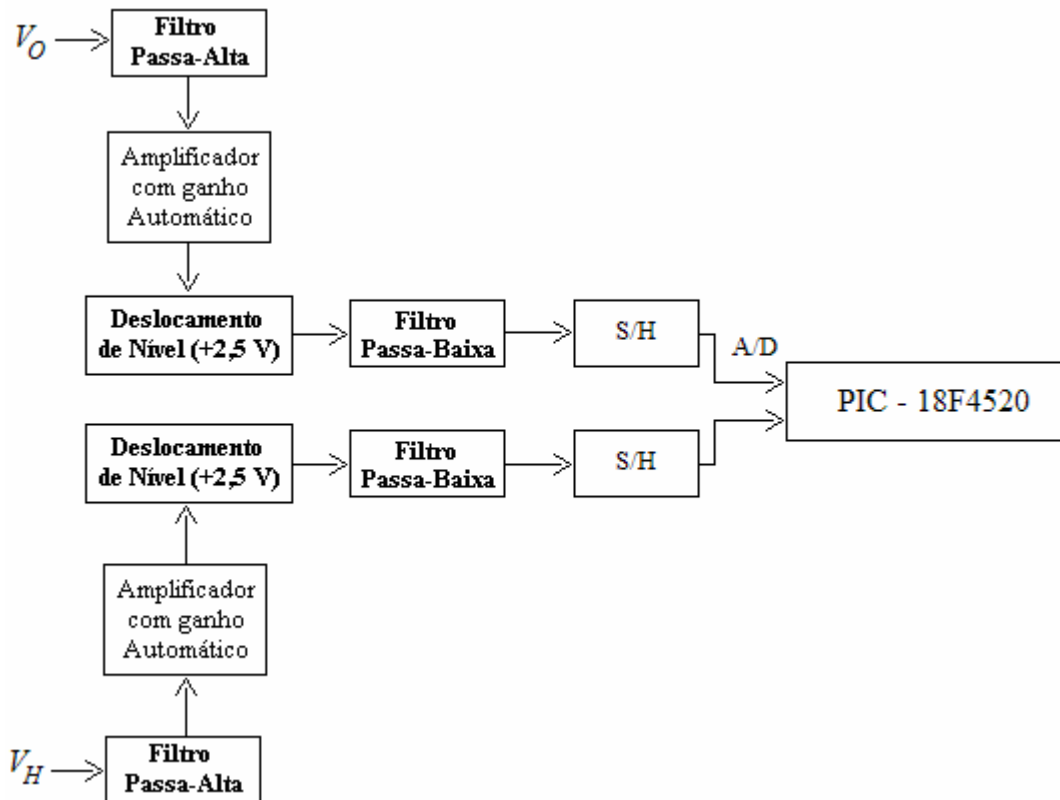 V_O
Filtro
Passa-Alta
Amplificador
com ganho
Automático
Deslocamento
de Nível (+2,5 V)
Filtro
Passa-Baixa
S/H
A/D
PIC - 18F4520
Deslocamento
de Nível (+2,5 V)
Filtro
Passa-Baixa
S/H
Amplificador
com ganho
Automático
V_H
Filtro
Passa-Alta